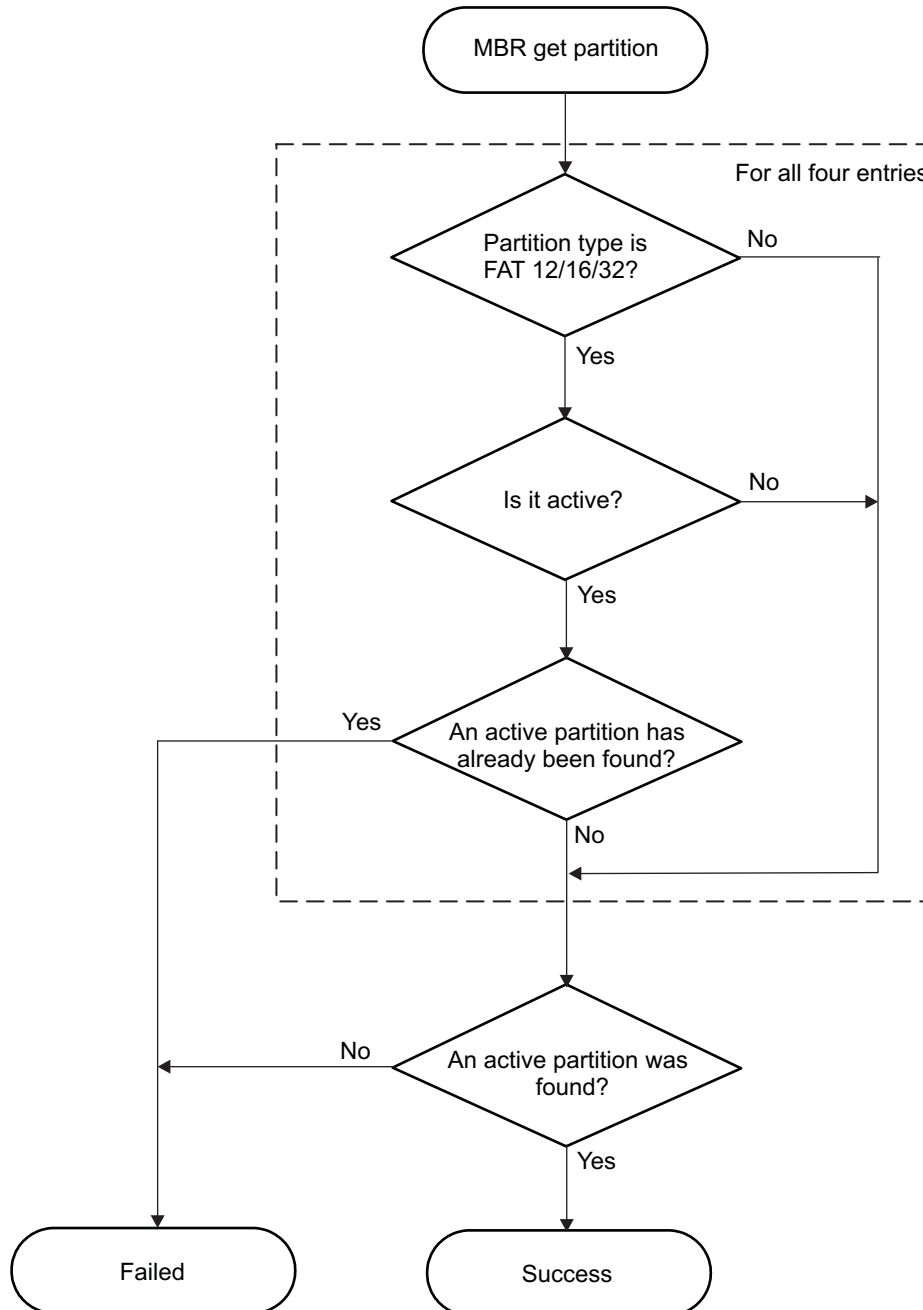 MBR get partition
For all four entries
Partition type is
FAT 12/16/32?
No
Yes
Is it active?
No
Yes
Yes
An active partition has
already been found?
No
No
An active partition was
found?
Yes
Failed
Success